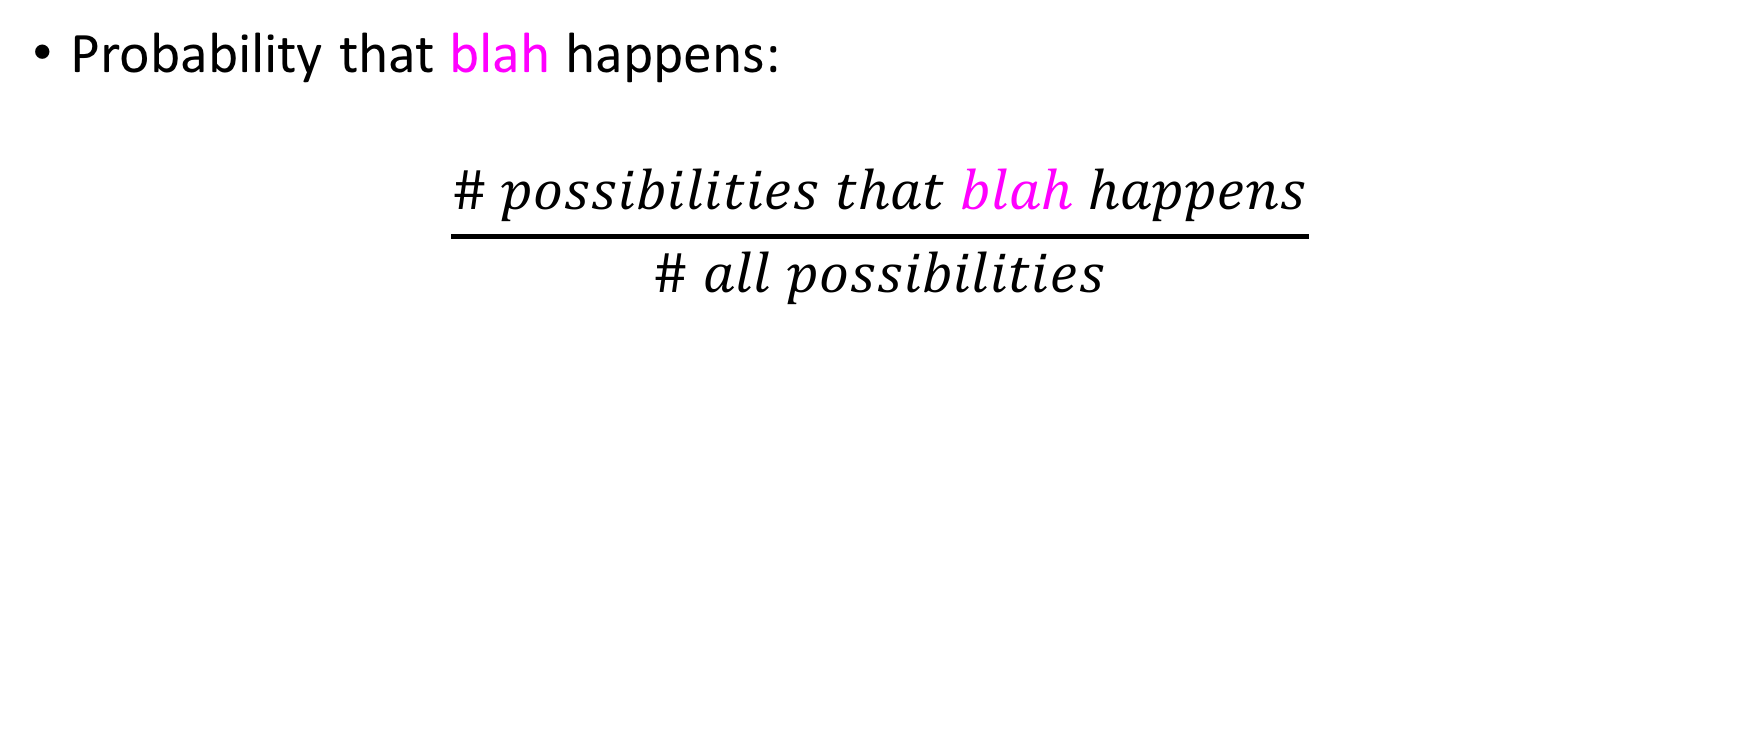 • Probability that blah happens:
# possibilities that blah happens
# all possibilities